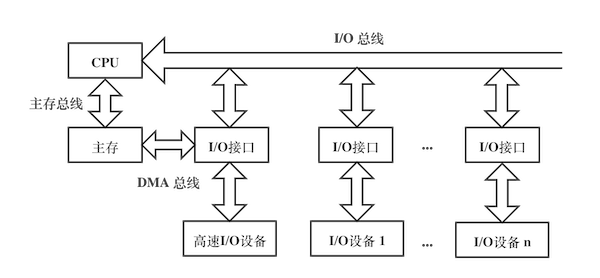 I/O 总线
CPU
主存总线
主存
I/O接口
I/O接口
...
I/O接口
DMA 总线
高速I/O设备
I/O设备 1
...
I/O设备 n